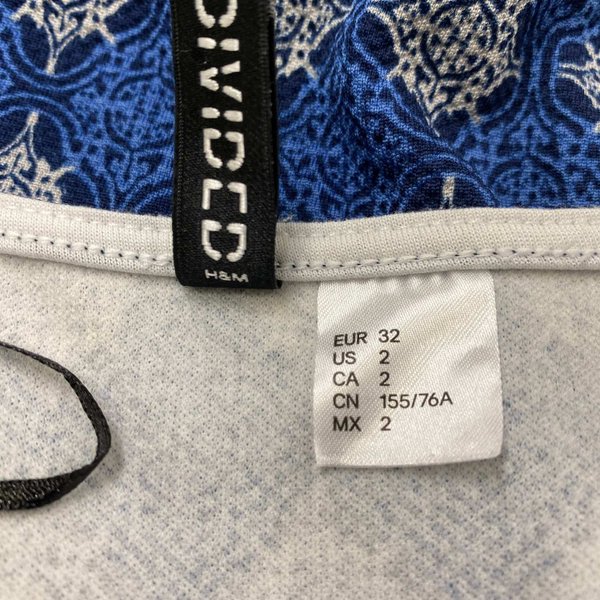 DIVIDED
H&M
EUR 32
US 2
CA 2
CN 155/76A
MX 2